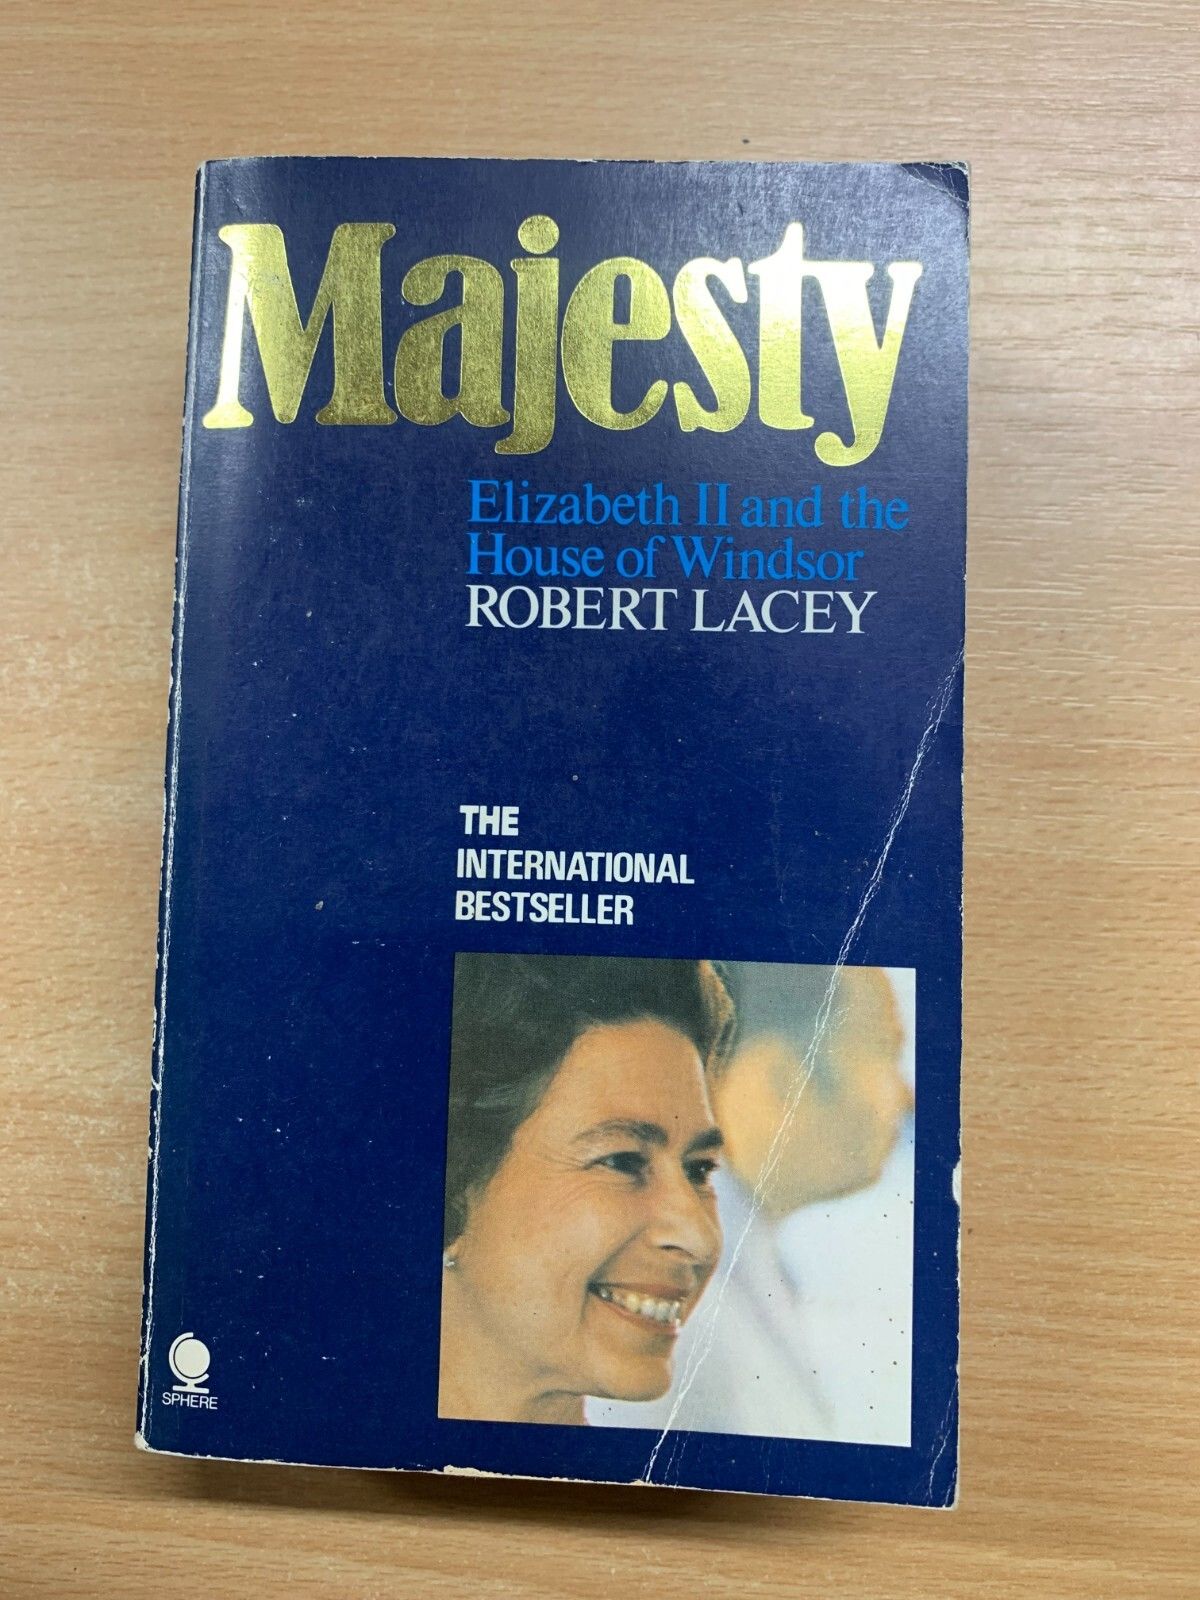 Majesty
Elizabeth II and the
House of Windsor
ROBERT LACEY
THE
INTERNATIONAL
BESTSELLER
SPHERE